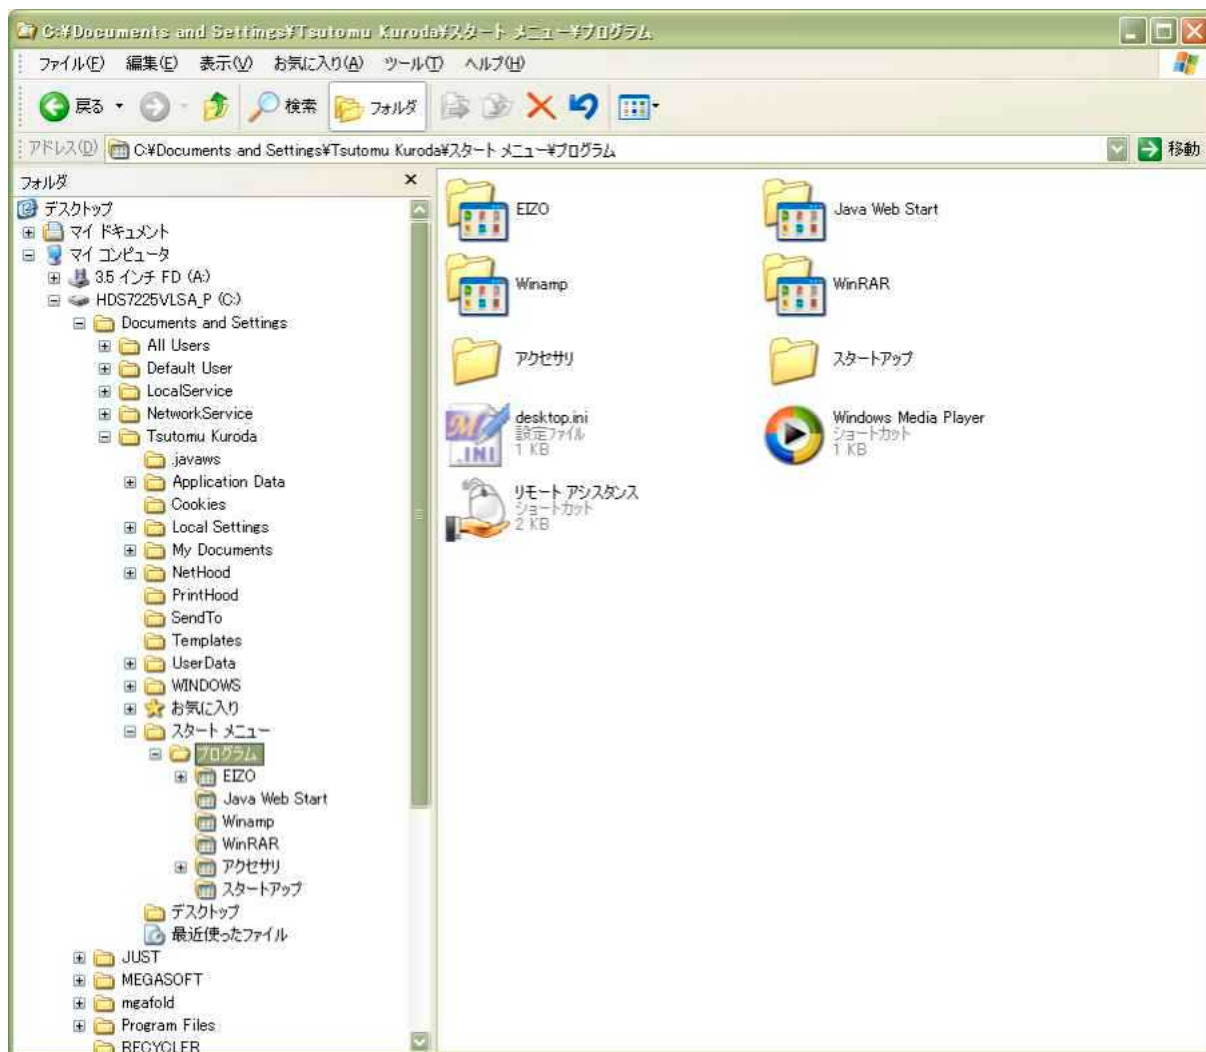 C:¥Documents and Settings¥Tsutomu Kuroda¥スタート メニュー¥プログラム
ファイル(F) 編集(E) 表示(V) お気に入り(A) ツール(T) ヘルプ(H)
戻る 検索 フォルダ
アドレス(D) C:¥Documents and Settings¥Tsutomu Kuroda¥スタート メニュー¥プログラム 移動
フォルダ ×
デスクトップ
マイ ドキュメント
マイ コンピュータ
3.5 インチ FD (A:)
HDS7225VLSA_P (C:)
Documents and Settings
All Users
Default User
LocalService
NetworkService
Tsutomu Kuroda
.javaws
Application Data
Cookies
Local Settings
My Documents
NetHood
PrintHood
SendTo
Templates
UserData
WINDOWS
お気に入り
スタート メニュー
プログラム
EIZO
Java Web Start
Winamp
WinRAR
アクセサリ
スタートアップ
デスクトップ
最近使ったファイル
JUST
MEGASOFT
mgafold
Program Files
RECYCLER
EIZO
Java Web Start
Winamp
WinRAR
アクセサリ
スタートアップ
M
.INI
desktop.ini
設定ファイル
1 KB
Windows Media Player
ショートカット
1 KB
リモート アシスタンス
ショートカット
2 KB